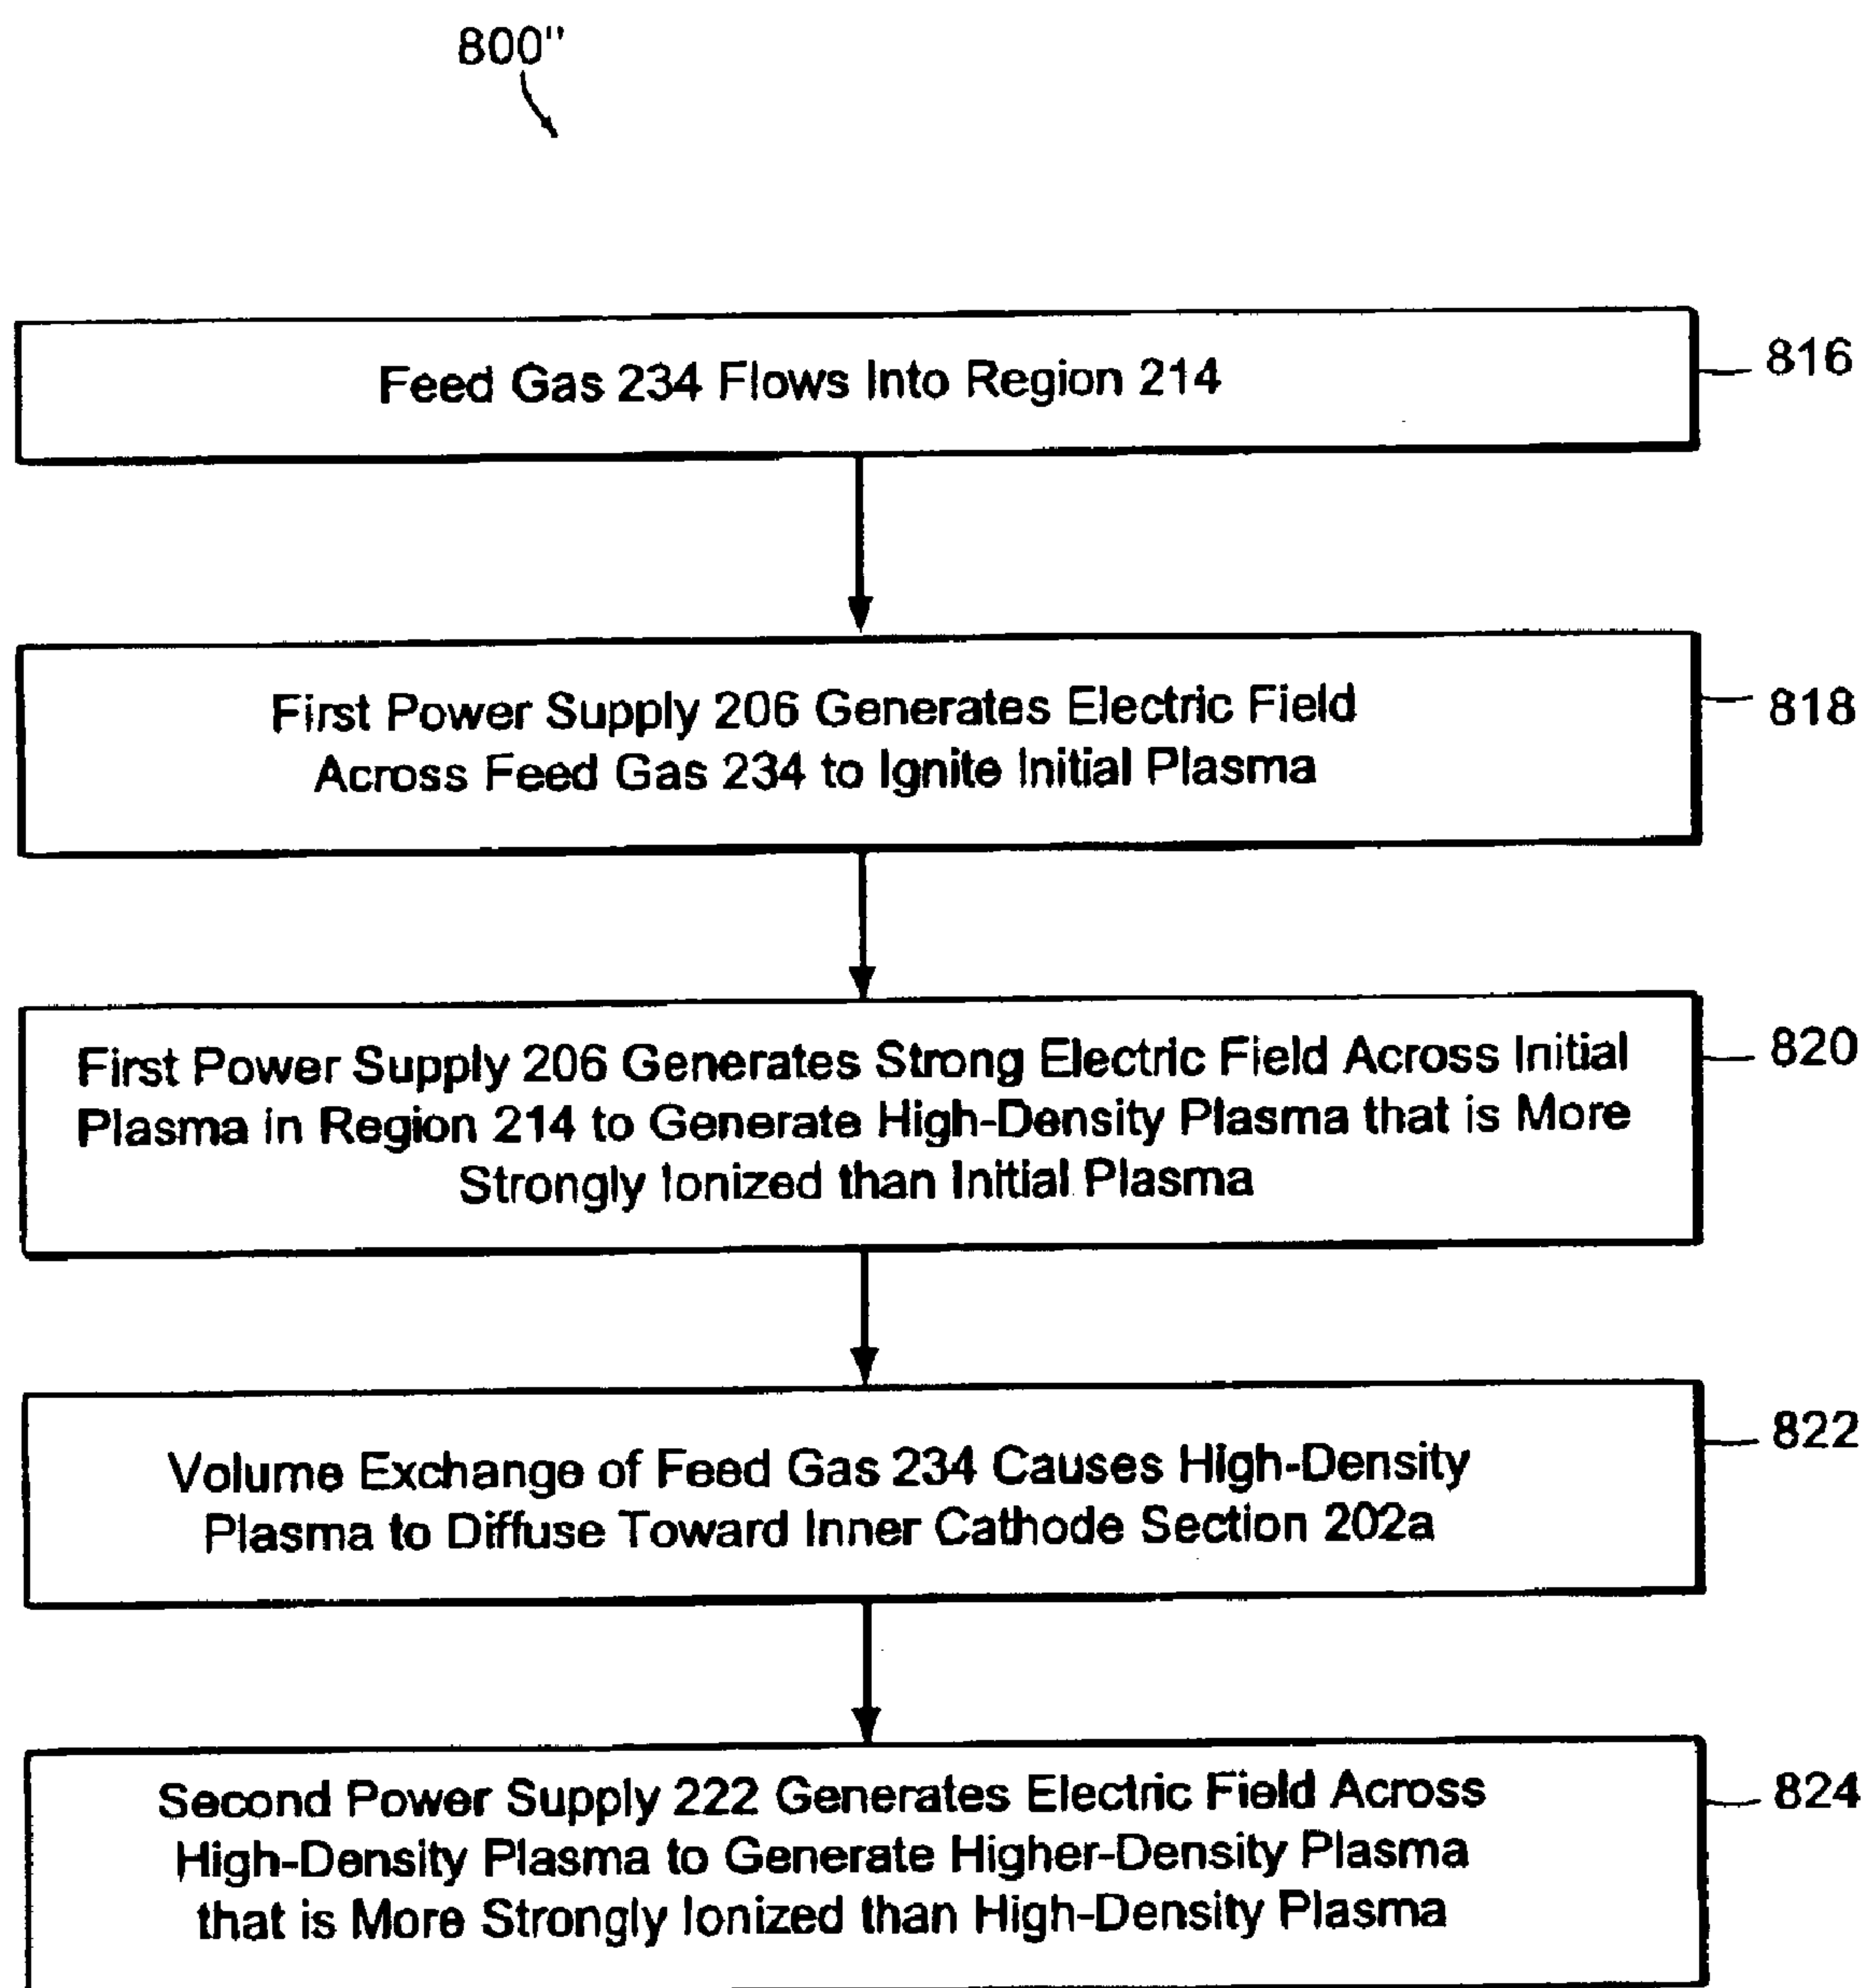 800"
Feed Gas 234 Flows Into Region 214
816
First Power Supply 206 Generates Electric Field
Across Feed Gas 234 to Ignite Initial Plasma
818
First Power Supply 206 Generates Strong Electric Field Across Initial
Plasma in Region 214 to Generate High-Density Plasma that is More
Strongly Ionized than Initial Plasma
820
Volume Exchange of Feed Gas 234 Causes High-Density
Plasma to Diffuse Toward Inner Cathode Section 202a
822
Second Power Supply 222 Generates Electric Field Across
High-Density Plasma to Generate Higher-Density Plasma
that is More Strongly Ionized than High-Density Plasma
824